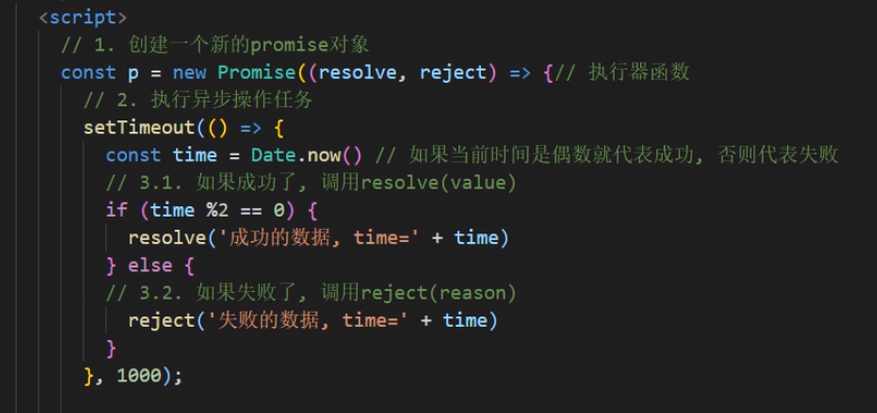 <script>
// 1. 创建一个新的promise对象
const p = new Promise((resolve, reject) => {// 执行器函数
// 2. 执行异步操作任务
setTimeout(() => {
const time = Date.now() // 如果当前时间是偶数就代表成功, 否则代表失败
// 3.1. 如果成功了, 调用resolve(value)
if (time %2 == 0) {
resolve('成功的数据, time=' + time)
} else {
// 3.2. 如果失败了, 调用reject(reason)
reject('失败的数据, time=' + time)
}
}, 1000);